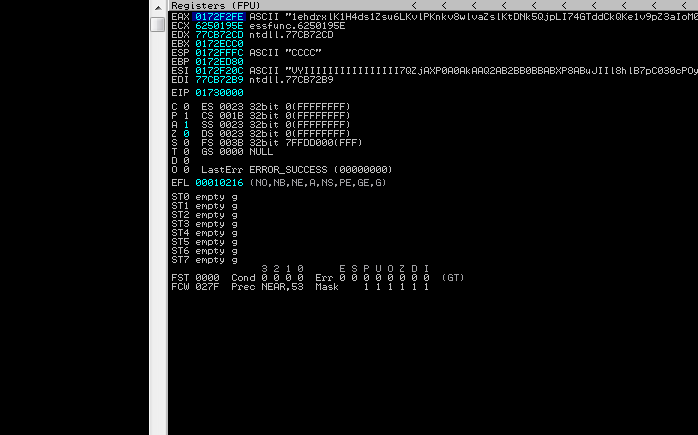 Registers (FPU) < < < < < < < < <
EAX 0172F2FE ASCII
ECX 6250195E essfunc.6250195E
EDX 77CB72CD ntdll.77CB72CD
EBX 0172ECC0
ESP 0172FFFC ASCII "CCCC"
EBP 0172ED80
ESI 0172F20C ASCII
EDI 77CB72B9 ntdll.77CB72B9
EIP 01730000
C 0 ES 0023 32bit 0(FFFFFFFF)
P 1 CS 001B 32bit 0(FFFFFFFF)
A 1 SS 0023 32bit 0(FFFFFFFF)
Z 0 DS 0023 32bit 0(FFFFFFFF)
S 0 FS 003B 32bit 7FFDD000(FFF)
T 0 GS 0000 NULL
D 0
O 0 LastErr ERROR_SUCCESS (00000000)
EFL 00010216 (NO,NB,NE,A,NS,PE,GE,G)
ST0 empty g
ST1 empty g
ST2 empty g
ST3 empty g
ST4 empty g
ST5 empty g
ST6 empty g
ST7 empty g
3 2 1 0 E S P U O Z D I
FST 0000 Cond 0 0 0 0 Err 0 0 0 0 0 0 0 0 (GT)
FCW 027F Prec NEAR,53 Mask 1 1 1 1 1 1